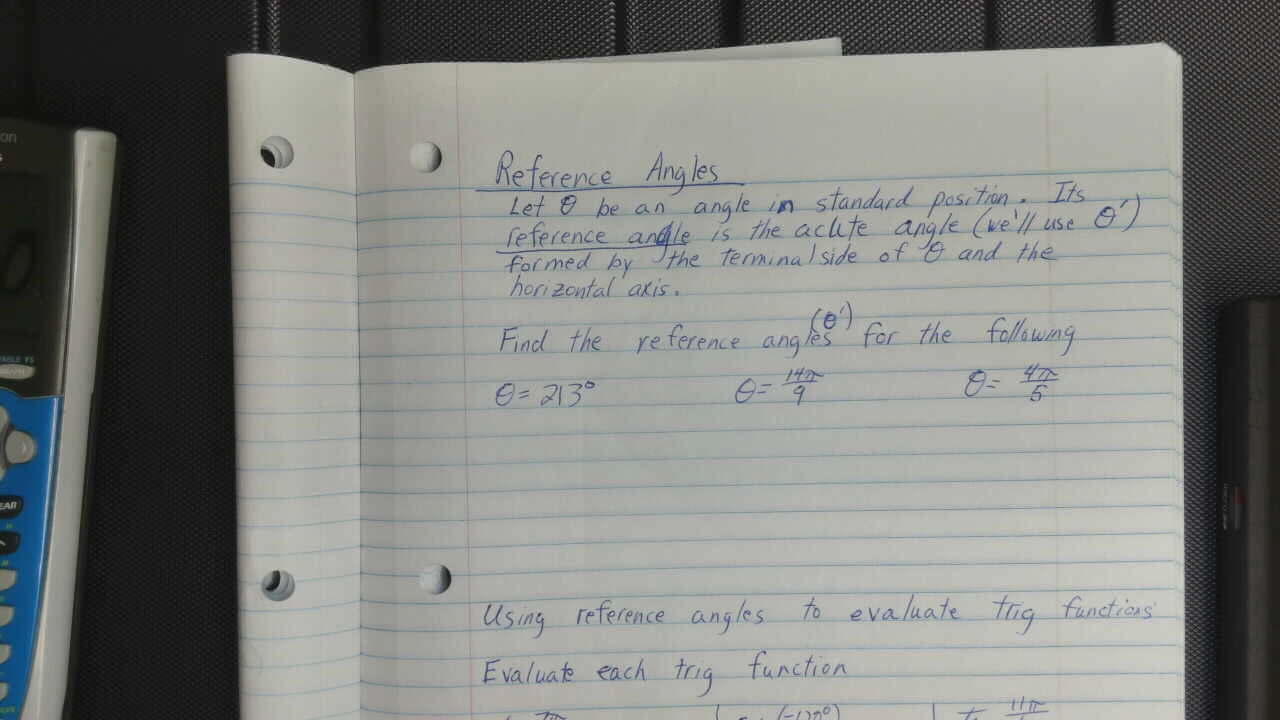 Reference Angles
Let θ be an angle in standard position. Its
reference angle is the acute angle (we'll use θ')
formed by the terminal side of θ and the
horizontal axis.
Find the reference angles (θ') for the following
θ = 213° θ = 14π/9 θ = 4π/5
Using reference angles to evaluate trig functions
Evaluate each trig function